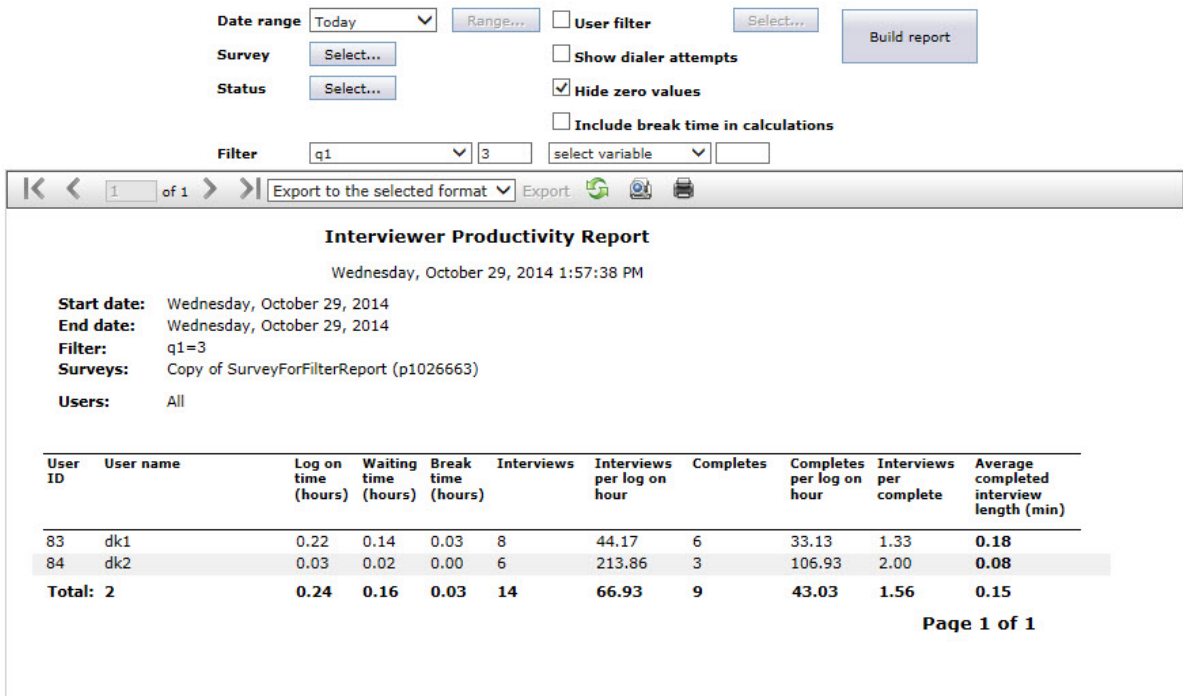 Date range Today Range... User filter Select... Build report
Survey Select... Show dialer attempts
Status Select... Hide zero values
Include break time in calculations
Filter q1 3 select variable
1 of 1 Export to the selected format Export
Interviewer Productivity Report
Wednesday, October 29, 2014 1:57:38 PM
Start date: Wednesday, October 29, 2014
End date: Wednesday, October 29, 2014
Filter: q1=3
Surveys: Copy of SurveyForFilterReport (p1026663)
Users: All
User ID User name Log on time (hours) Waiting time (hours) Break time (hours) Interviews Interviews per log on hour Completes Completes per log on hour Interviews per complete Average completed interview length (min)
83 dk1 0.22 0.14 0.03 8 44.17 6 33.13 1.33 0.18
84 dk2 0.03 0.02 0.00 6 213.86 3 106.93 2.00 0.08
Total: 2 0.24 0.16 0.03 14 66.93 9 43.03 1.56 0.15
Page 1 of 1